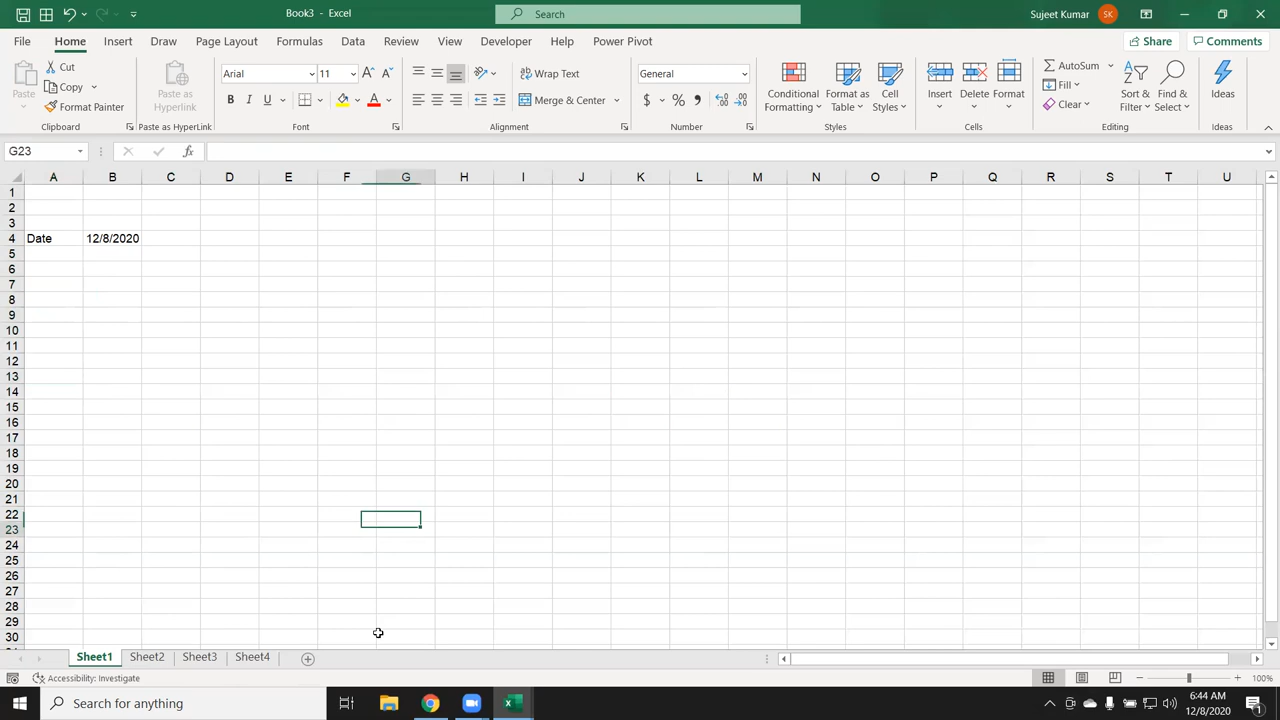 Book3 - Excel
Search
Sujeet Kumar
SK
File Home Insert Draw Page Layout Formulas Data Review View Developer Help Power Pivot
Share
Comments
Paste
Cut
Copy
Format Painter
Clipboard
Paste as HyperLink
Paste as HyperLink
Arial
11
B I U
Font
Wrap Text
Merge & Center
Alignment
General
$ % ,
Number
Conditional Formatting
Format as Table
Cell Styles
Styles
Insert
Delete
Format
Cells
AutoSum
Fill
Clear
Sort & Filter
Find & Select
Editing
Ideas
Ideas
G23
fx
A B C D E F G H I J K L M N O P Q R S T U
1
2
3
4 Date 12/8/2020
5
6
7
8
9
10
11
12
13
14
15
16
17
18
19
20
21
22
23
24
25
26
27
28
29
30
Sheet1 Sheet2 Sheet3 Sheet4
Accessibility: Investigate
100%
Search for anything
6:44 AM
12/8/2020